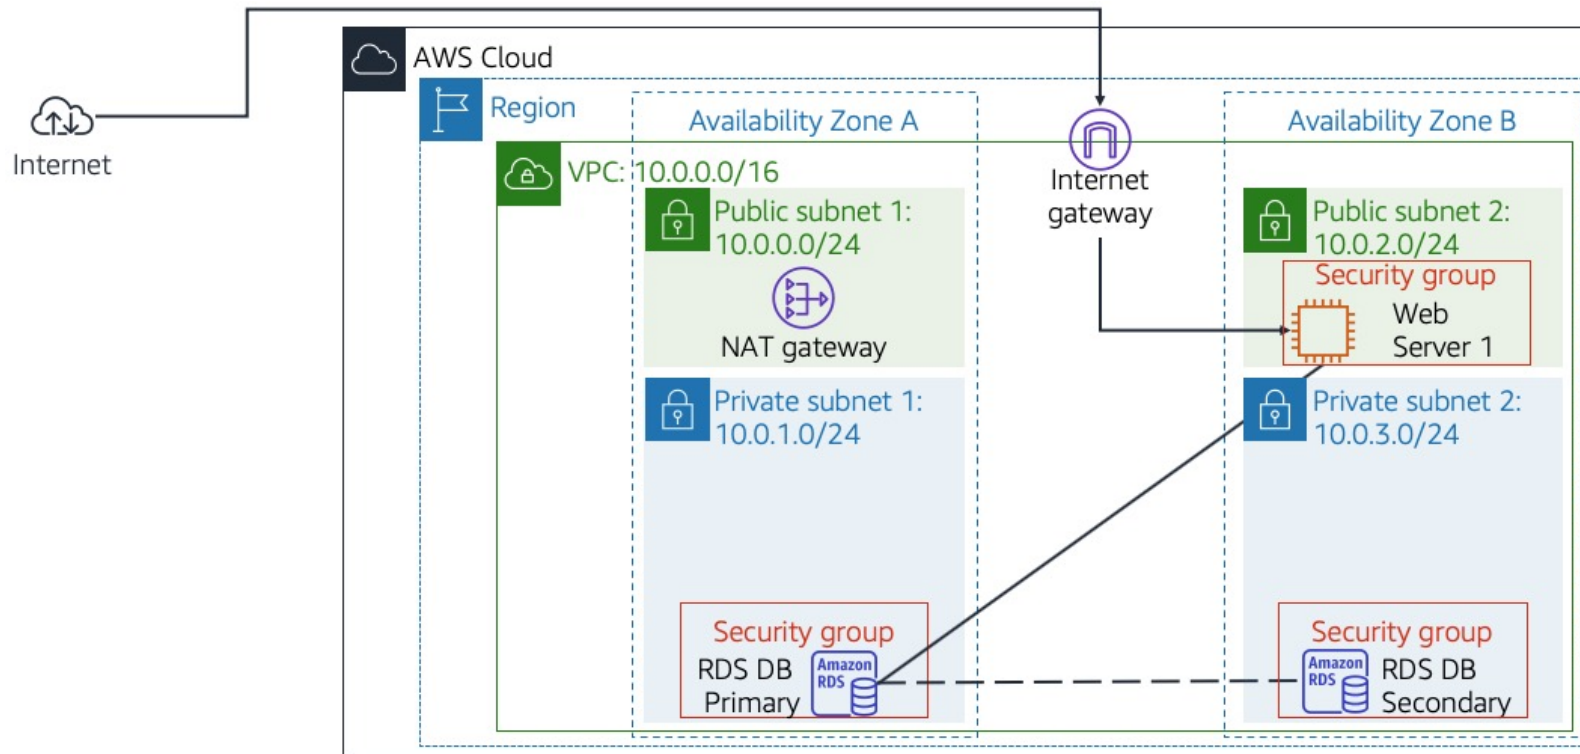 AWS Cloud
Region
Availability Zone A
Availability Zone B
Internet
VPC: 10.0.0.0/16
Internet
gateway
Public subnet 1:
10.0.0.0/24
NAT gateway
Public subnet 2:
10.0.2.0/24
Security group
Web
Server 1
Private subnet 1:
10.0.1.0/24
Private subnet 2:
10.0.3.0/24
Security group
RDS DB
Primary
Amazon
RDS
Security group
Amazon
RDS
RDS DB
Secondary